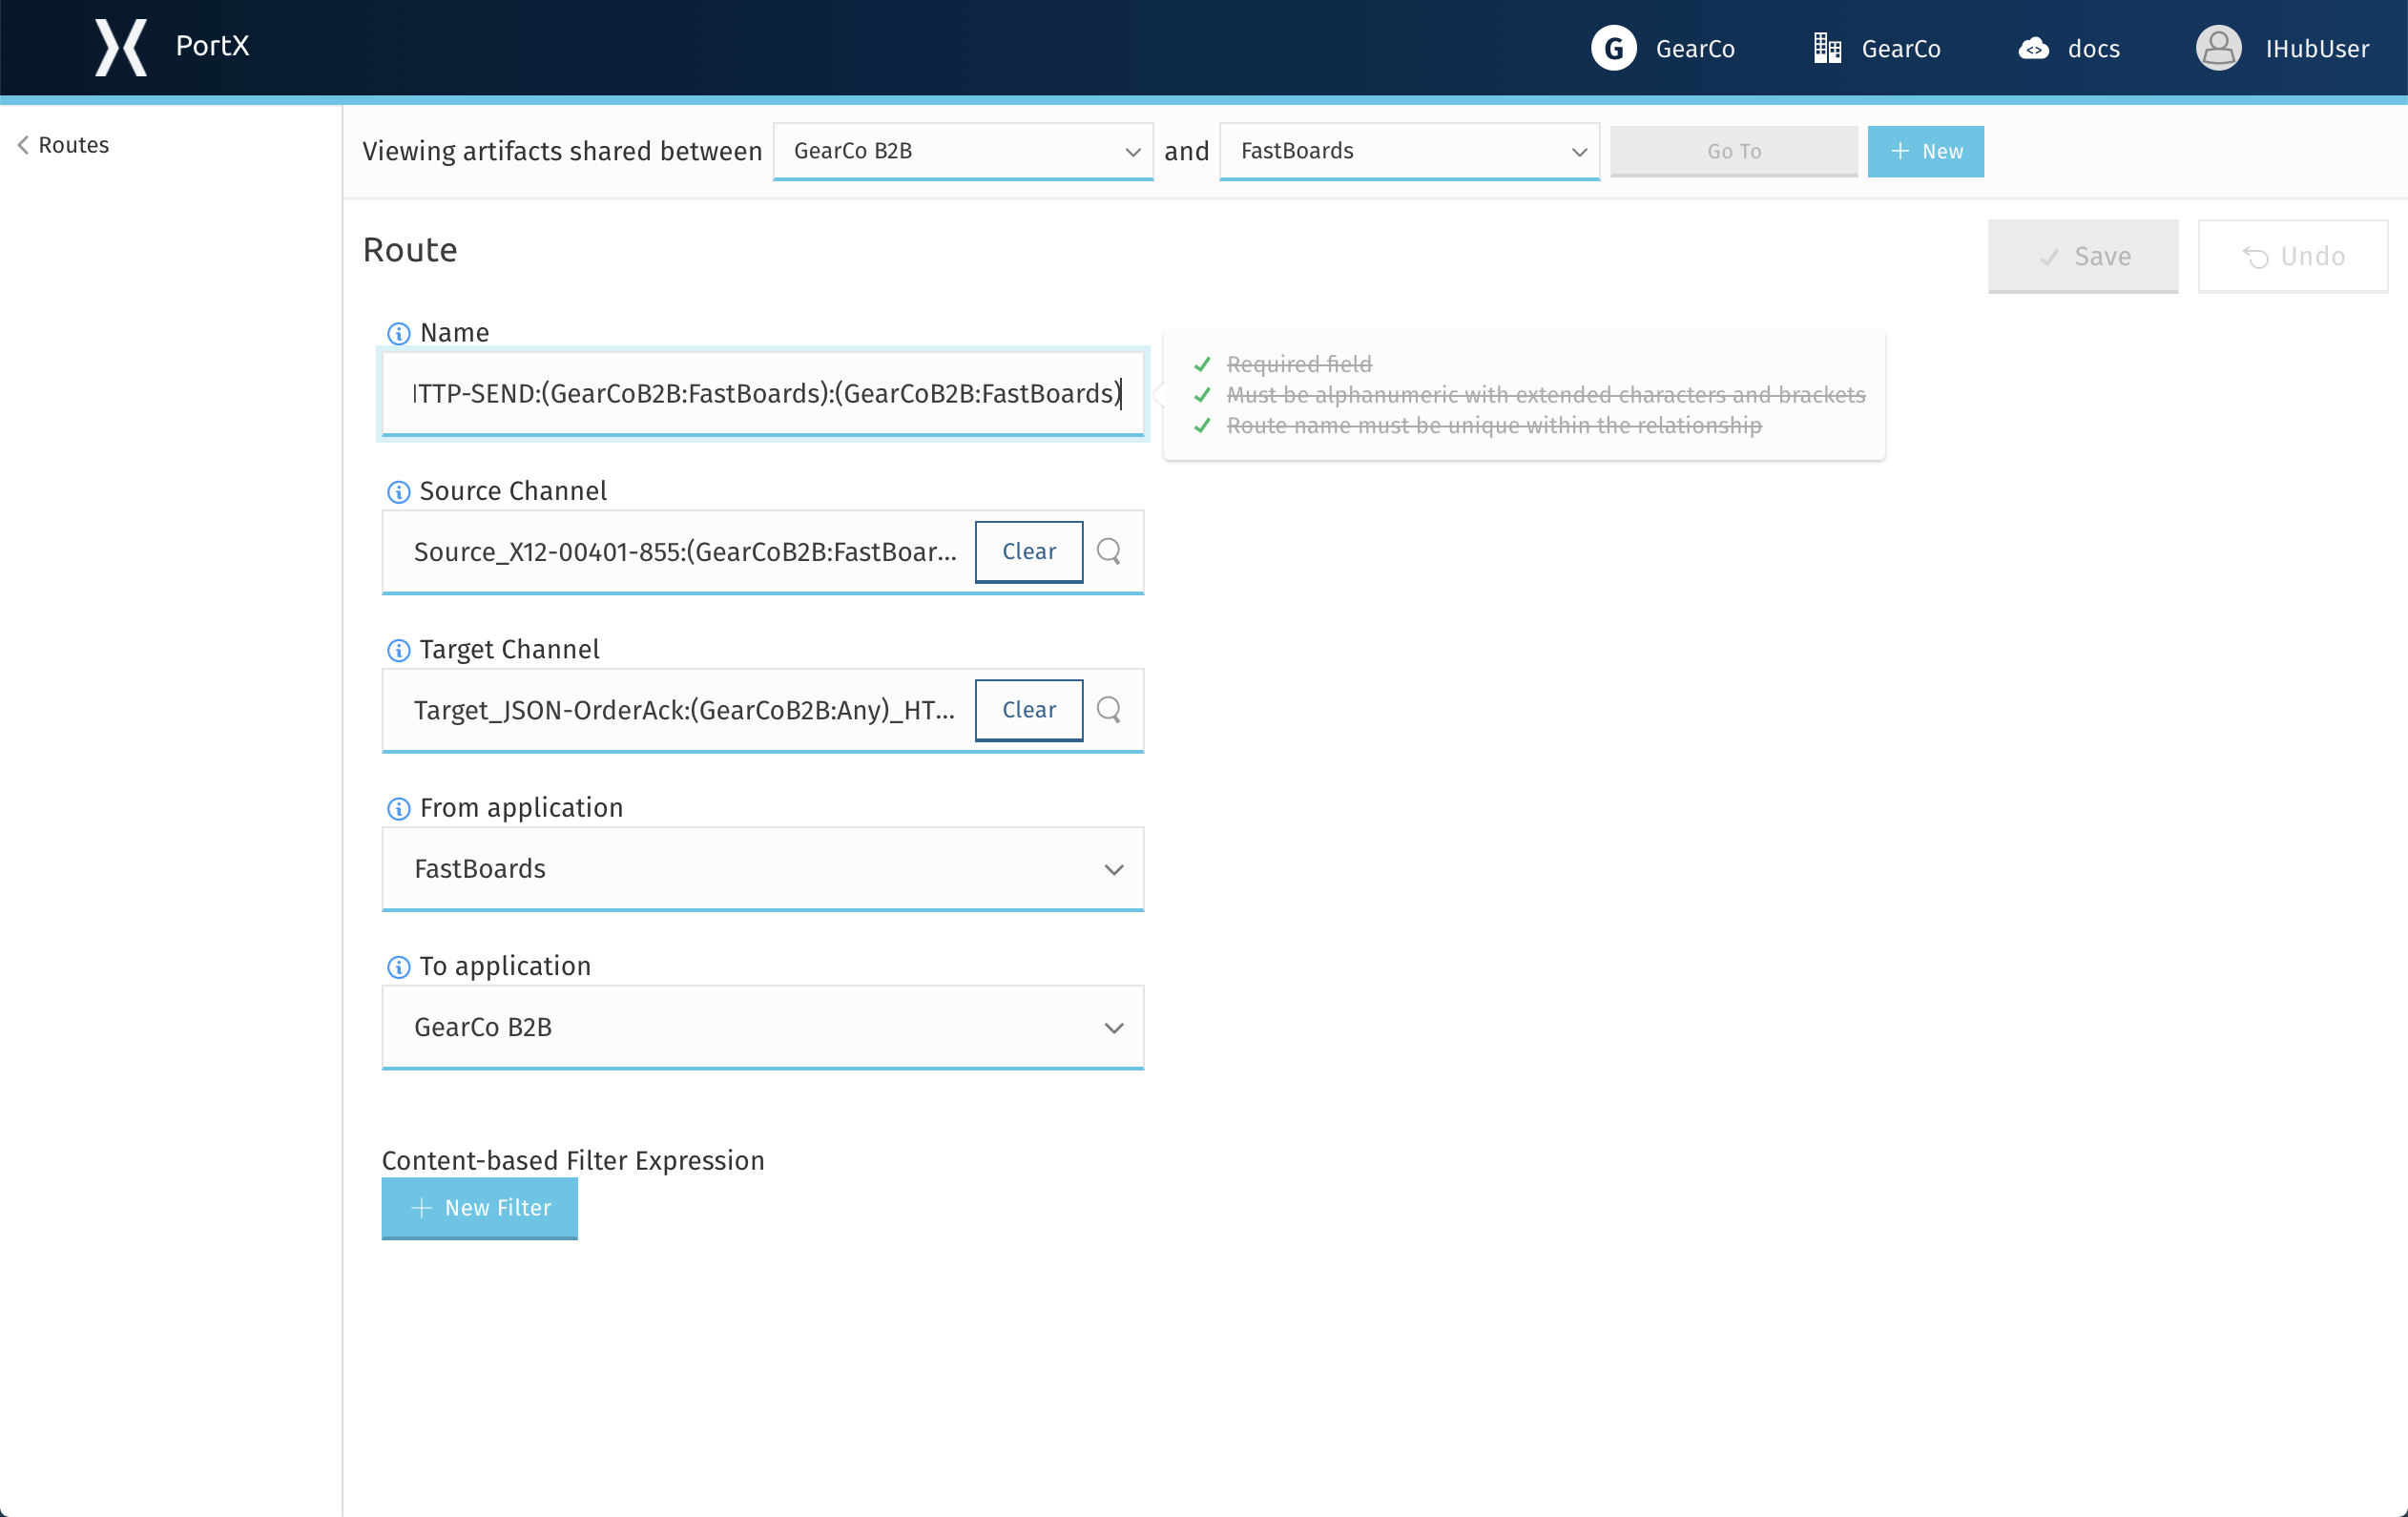 PortX
G GearCo
GearCo
docs
IHubUser
Routes
Viewing artifacts shared between GearCo B2B and FastBoards Go To + New
Route
Save
Undo
Name
TTP-SEND:(GearCoB2B:FastBoards):(GearCoB2B:FastBoards)
Required field
Must be alphanumeric with extended characters and brackets
Route name must be unique within the relationship
Source Channel
Source_X12-00401-855:(GearCoB2B:FastBoar... Clear
Target Channel
Target_JSON-OrderAck:(GearCoB2B:Any)_HT... Clear
From application
FastBoards
To application
GearCo B2B
Content-based Filter Expression
+ New Filter